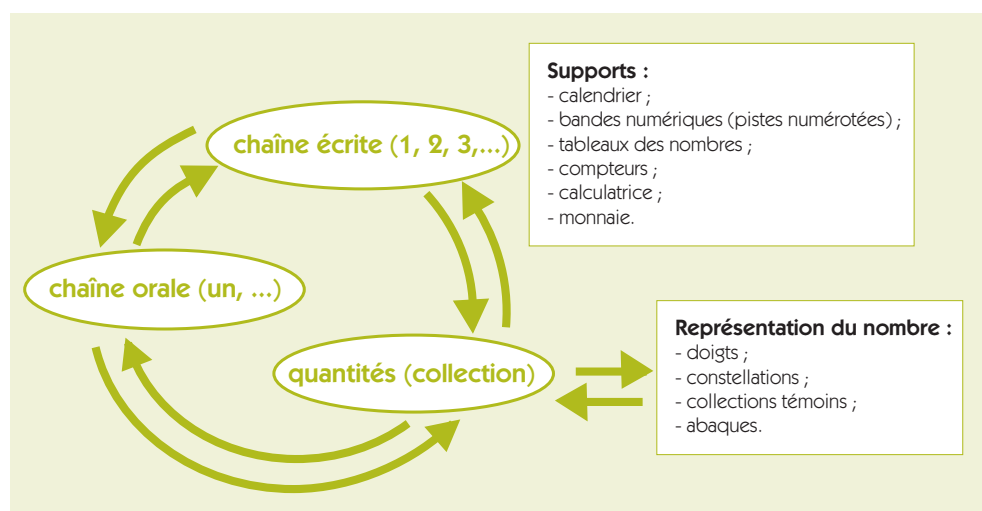 Supports :
- calendrier ;
- bandes numériques (pistes numérotées) ;
- tableaux des nombres ;
- compteurs ;
- calculatrice ;
- monnaie.
chaîne écrite (1, 2, 3,...)
chaîne orale (un, ...)
quantités (collection)
Représentation du nombre :
- doigts ;
- constellations ;
- collections témoins ;
- abaques.